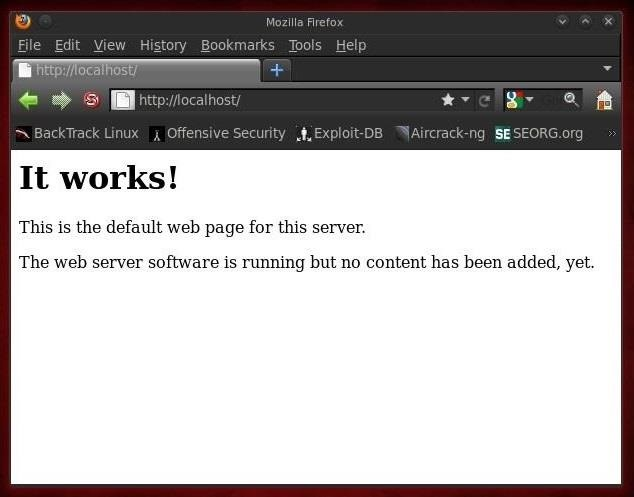 Mozilla Firefox
File Edit View History Bookmarks Tools Help
http://localhost/
http://localhost/
BackTrack Linux Offensive Security Exploit-DB Aircrack-ng SE SEORG.org »
It works!
This is the default web page for this server.
The web server software is running but no content has been added, yet.